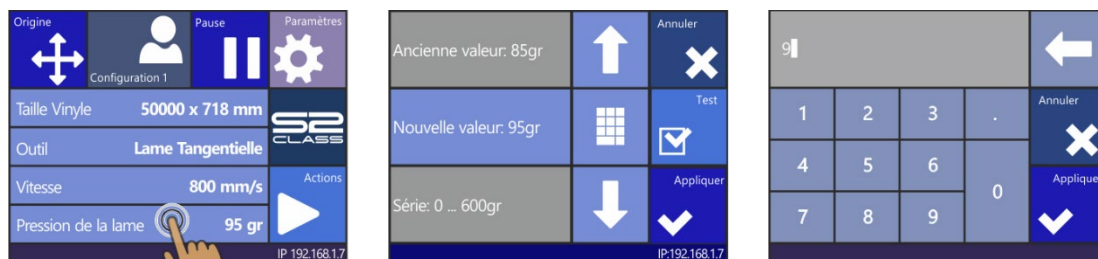 Origine
Configuration 1
Pause
Paramètres
Taille Vinyle 50000 x 718 mm
S2 CLASS
Outil Lame Tangentielle
Vitesse 800 mm/s
Actions
Pression de la lame 95 gr
IP 192.168.1.7
Ancienne valeur: 85gr
Annuler
Nouvelle valeur: 95gr
Test
Série: 0 ... 600gr
Appliquer
IP:192.168.1.7
9
1 2 3 .
Annuler
4 5 6
0
Applique
7 8 9